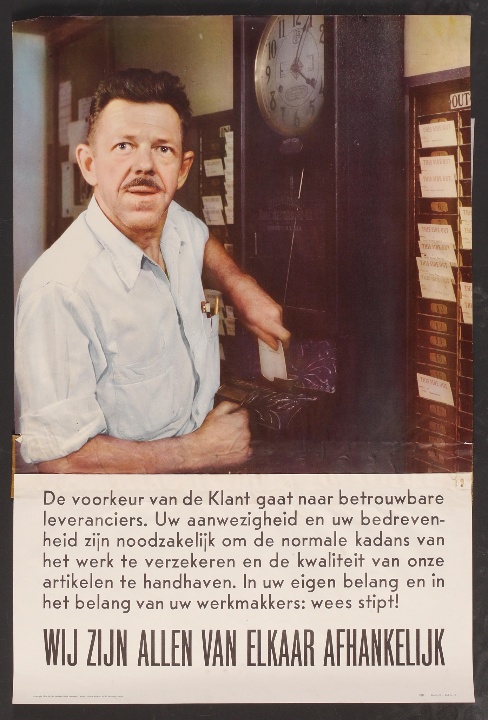 OUT
De voorkeur van de Klant gaat naar betrouwbare
leveranciers. Uw aanwezigheid en uw bedreven-
heid zijn noodzakelijk om de normale kadans van
het werk te verzekeren en de kwaliteit van onze
artikelen te handhaven. In uw eigen belang en in
het belang van uw werkmakkers: wees stipt!
WIJ ZIJN ALLEN VAN ELKAAR AFHANKELIJK